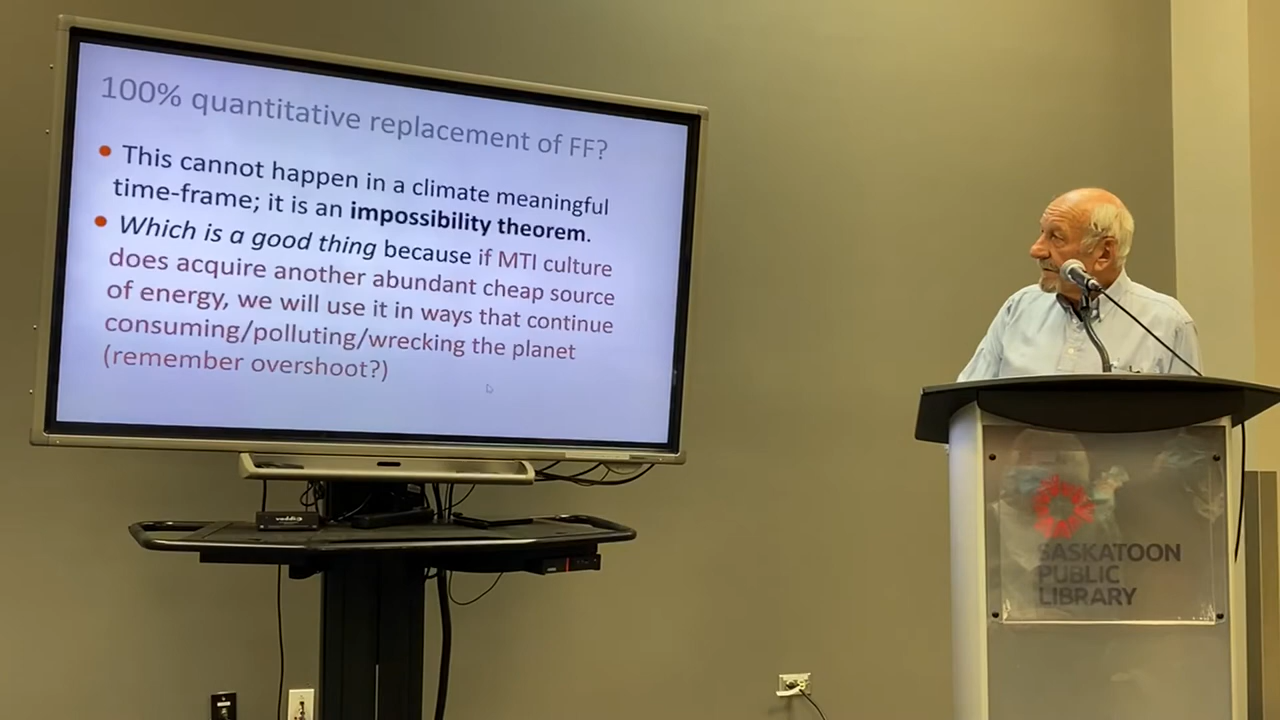 100% quantitative replacement of FF?
This cannot happen in a climate meaningful
time-frame; it is an impossibility theorem.
Which is a good thing because if MTI culture
does acquire another abundant cheap source
of energy, we will use it in ways that continue
consuming/polluting/wrecking the planet
(remember overshoot?)
SASKATOON
PUBLIC
LIBRARY